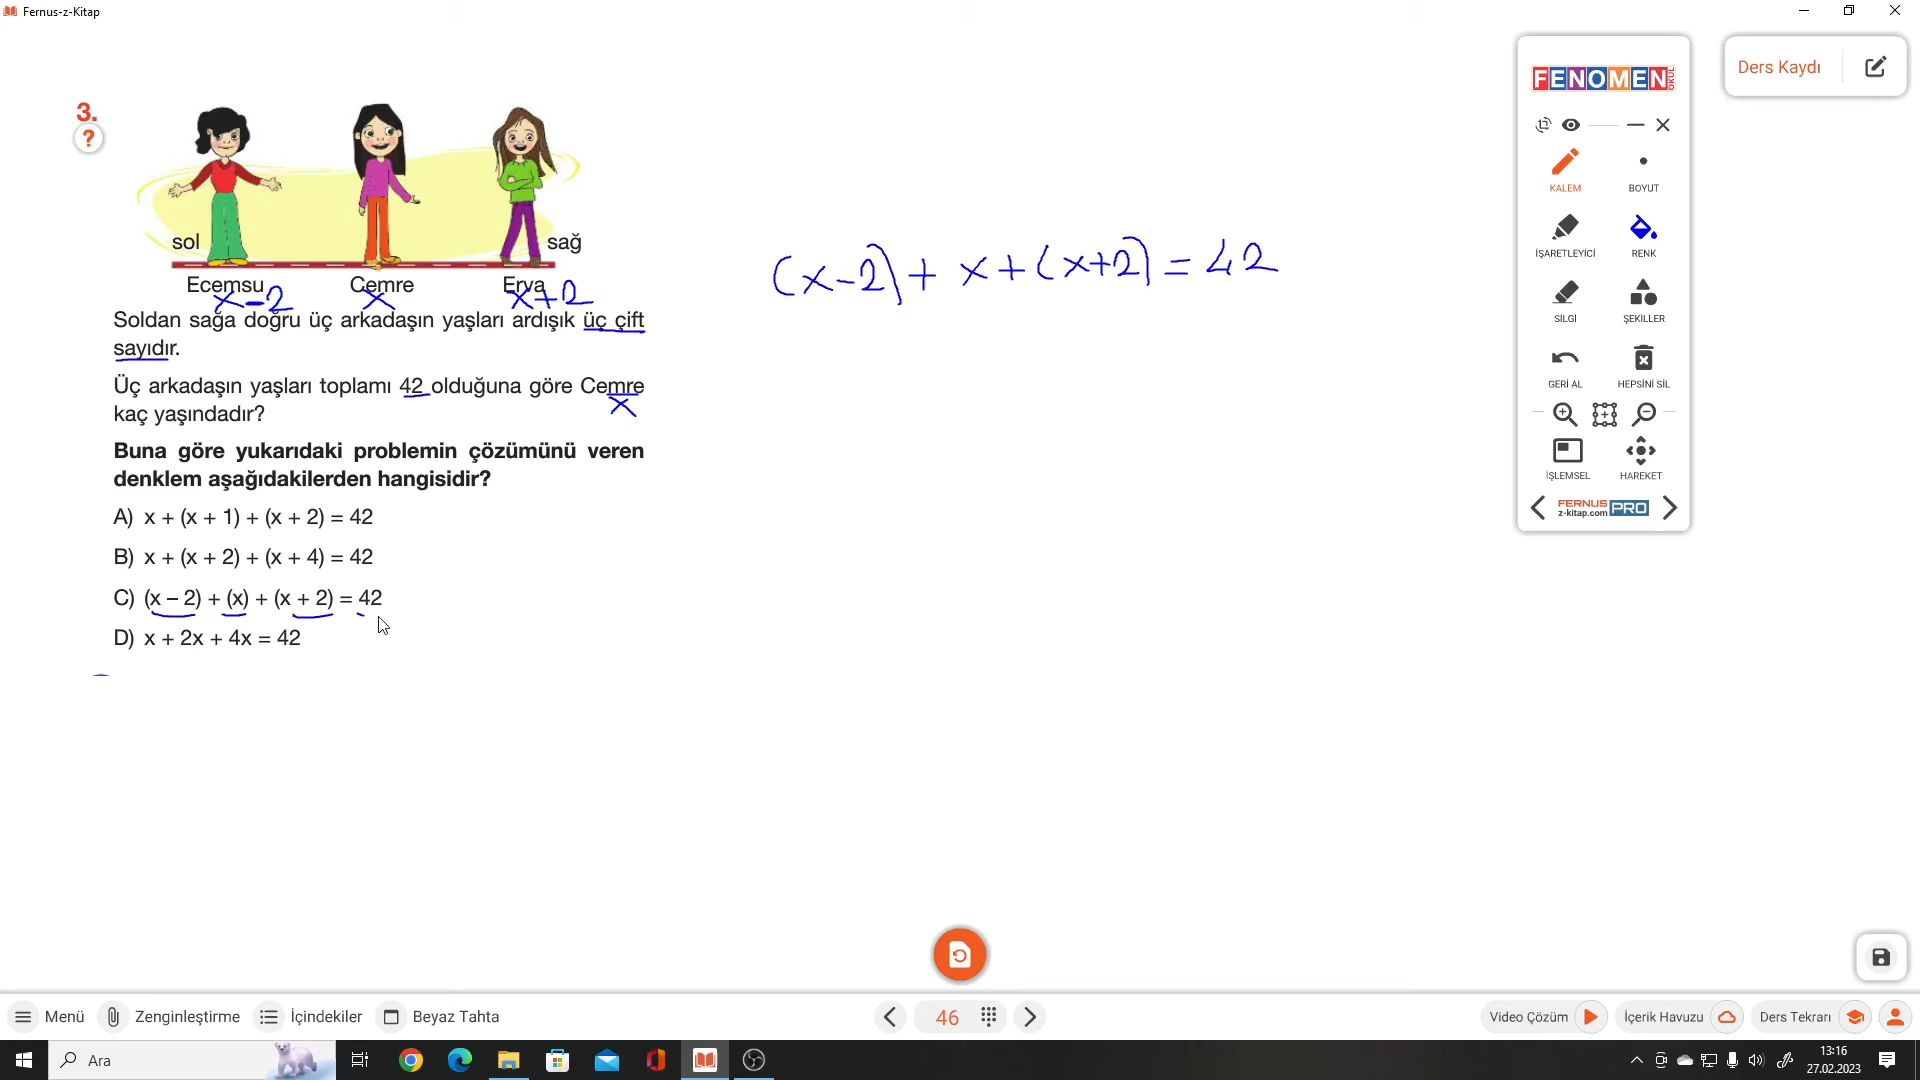 Fernus-z-Kitap
3.
?
sol
sağ
Ecemsu
Cemre
Erva
x-2
x
x+2
Soldan sağa doğru üç arkadaşın yaşları ardışık üç çift
sayıdır.
Üç arkadaşın yaşları toplamı 42 olduğuna göre Cemre
x
kaç yaşındadır?
Buna göre yukarıdaki problemin çözümünü veren
denklem aşağıdakilerden hangisidir?
A) x + (x + 1) + (x + 2) = 42
B) x + (x + 2) + (x + 4) = 42
C) (x – 2) + (x) + (x + 2) = 42
D) x + 2x + 4x = 42
(x-2) + x + (x+2) = 42
FENOMEN OKUL
KALEM
BOYUT
İŞARETLEYİCİ
RENK
SİLGİ
ŞEKİLLER
GERİ AL
HEPSİNİ SİL
İŞLEMSEL
HAREKET
FERNUS
z-kitap.com
PRO
Ders Kaydı
Menü
Zenginleştirme
İçindekiler
Beyaz Tahta
46
Video Çözüm
İçerik Havuzu
Ders Tekrarı
Ara
13:16
27.02.2023